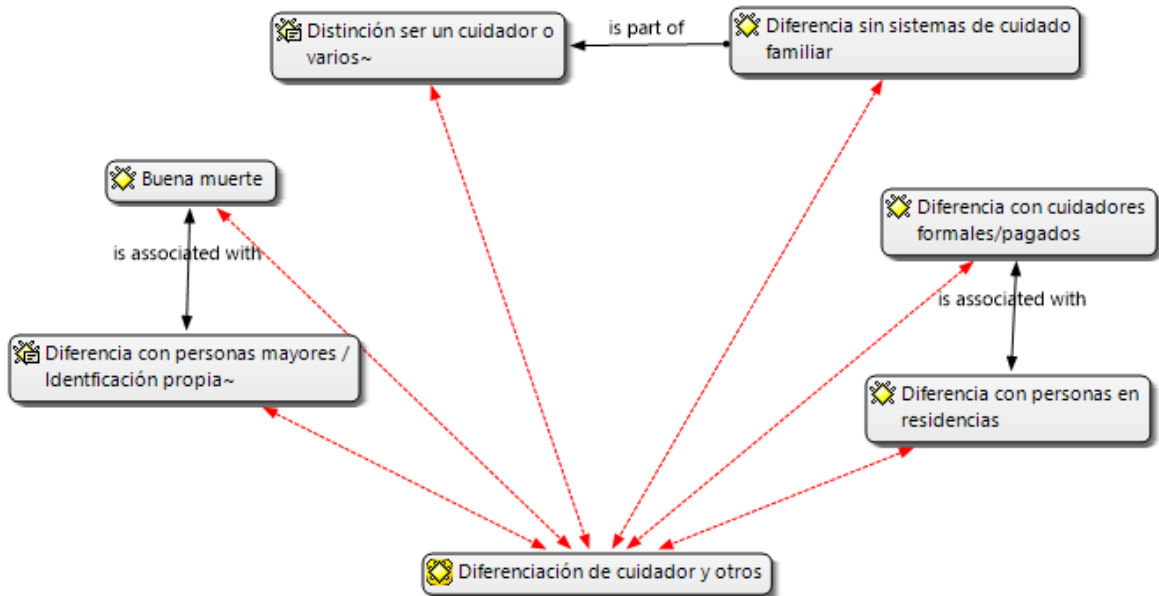 Distinción ser un cuidador o
varios~
is part of
Diferencia sin sistemas de cuidado
familiar
Buena muerte
is associated with
Diferencia con personas mayores /
Identficación propia~
Diferencia con cuidadores
formales/pagados
is associated with
Diferencia con personas en
residencias
Diferenciación de cuidador y otros